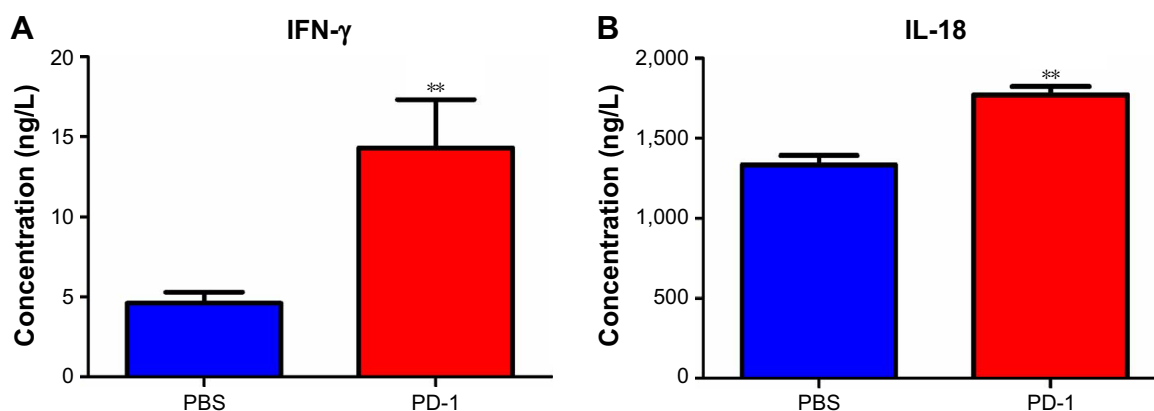 A
IFN-γ
Concentration (ng/L)
20
15
10
5
0
**
PBS
PD-1
B
IL-18
Concentration (ng/L)
2,000
1,500
1,000
500
0
**
PBS
PD-1